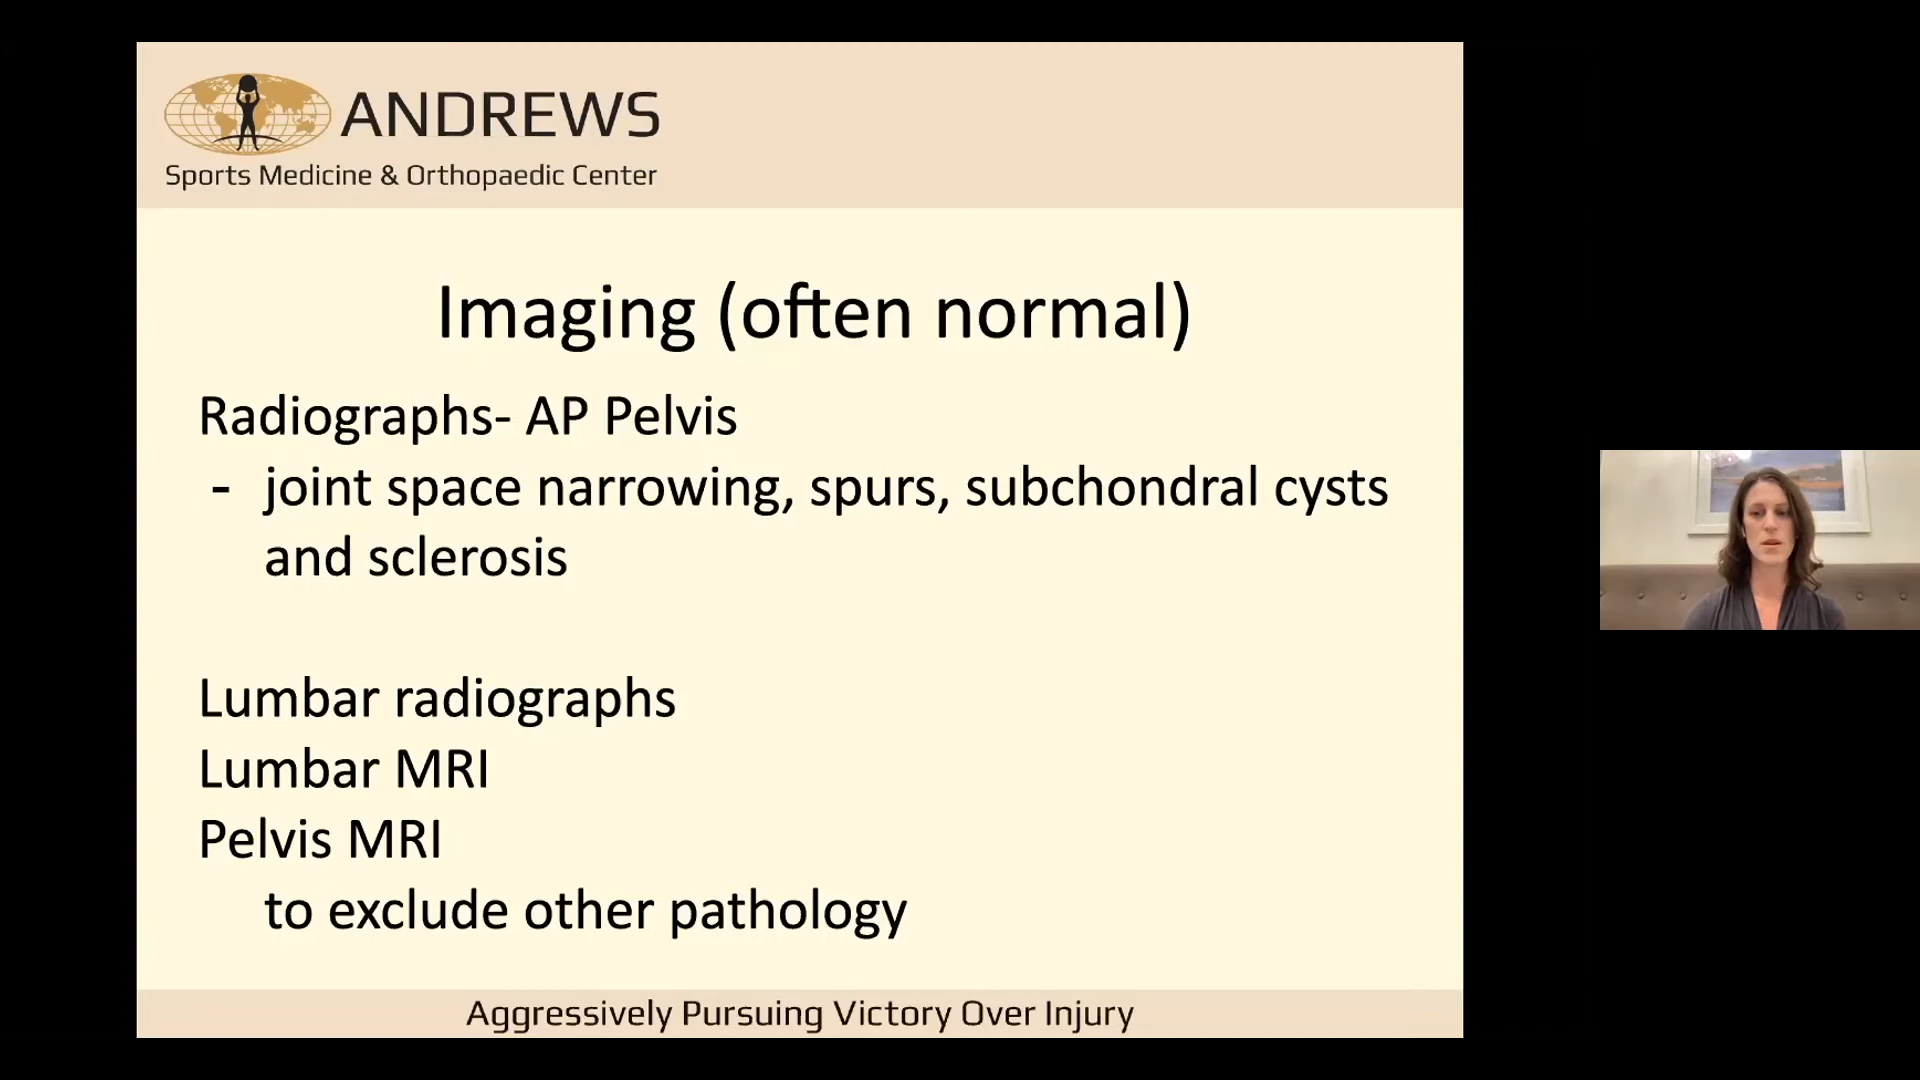 ANDREWS
Sports Medicine & Orthopaedic Center
Imaging (often normal)
Radiographs- AP Pelvis
- joint space narrowing, spurs, subchondral cysts
and sclerosis
Lumbar radiographs
Lumbar MRI
Pelvis MRI
to exclude other pathology
Aggressively Pursuing Victory Over Injury